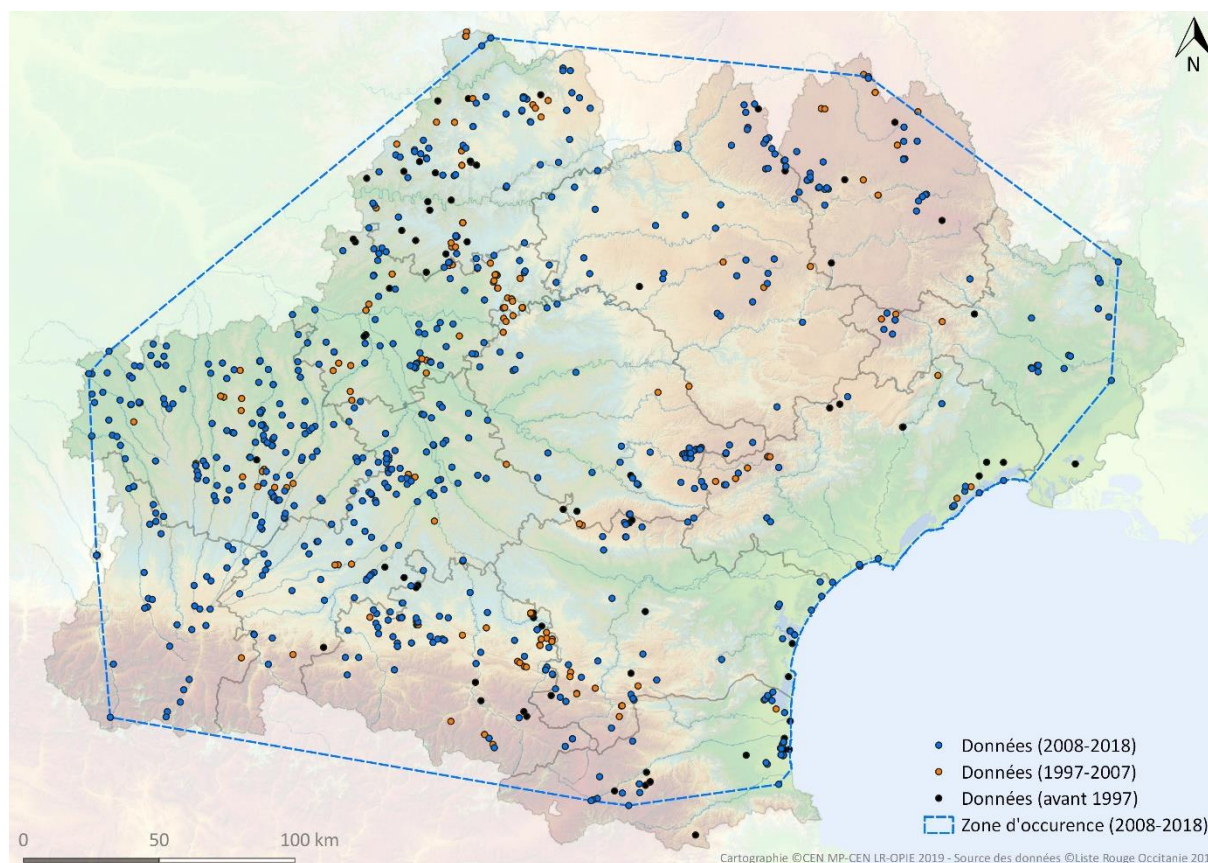 N
Données (2008-2018)
Données (1997-2007)
Données (avant 1997)
Zone d'occurence (2008-2018)
0 50 100 km
Cartographie ©CEN MP-CEN LR-OPIE 2019 - Source des données ©Liste Rouge Occitanie 201